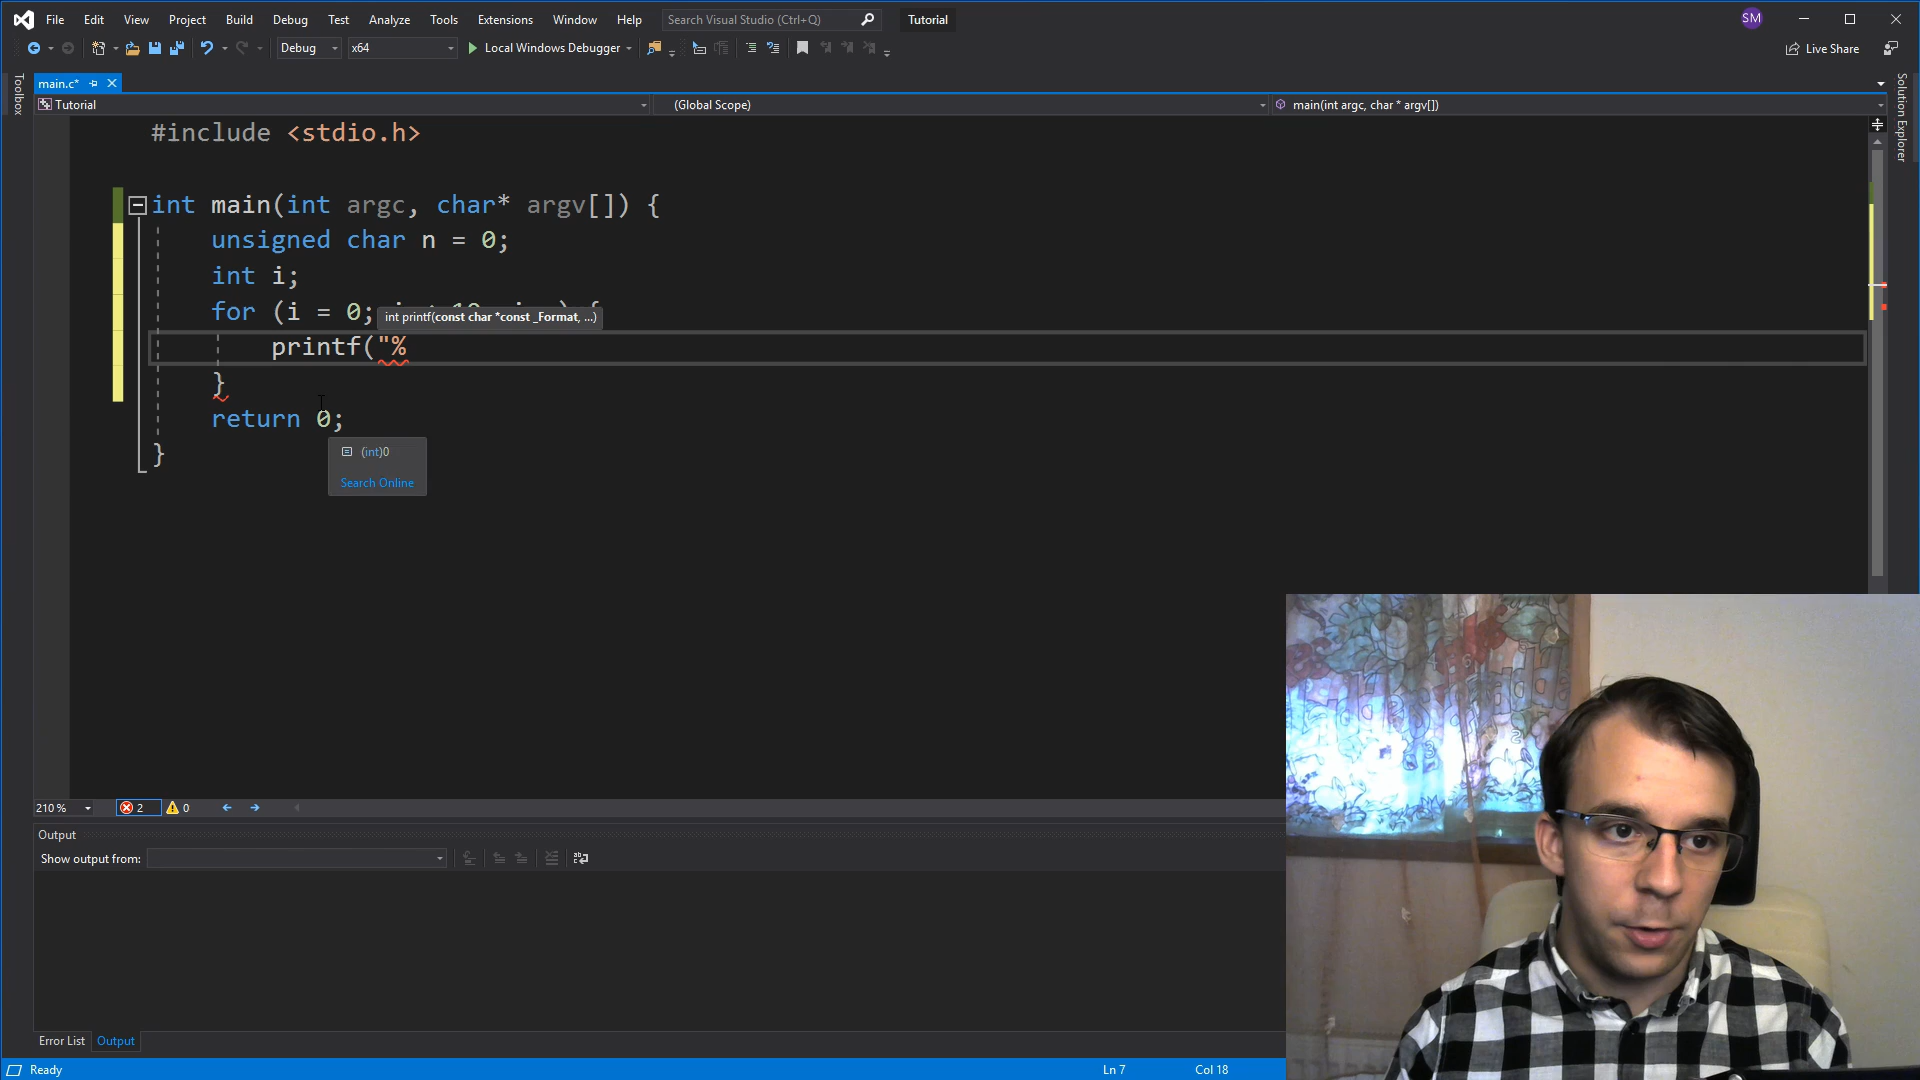 File Edit View Project Build Debug Test Analyze Tools Extensions Window Help Search Visual Studio (Ctrl+Q) Tutorial SM
Debug x64 Local Windows Debugger Live Share
Toolbox
main.c*
Solution Explorer
Tutorial (Global Scope) main(int argc, char * argv[])
#include <stdio.h>
int main(int argc, char* argv[]) {
unsigned char n = 0;
int i;
for (i = 0;
int printf(const char *const _Format, ...)
printf("%
}
return 0;
}
(int)0
Search Online
210 % 2 0
Output
Show output from:
Error List Output
Ready Ln 7 Col 18